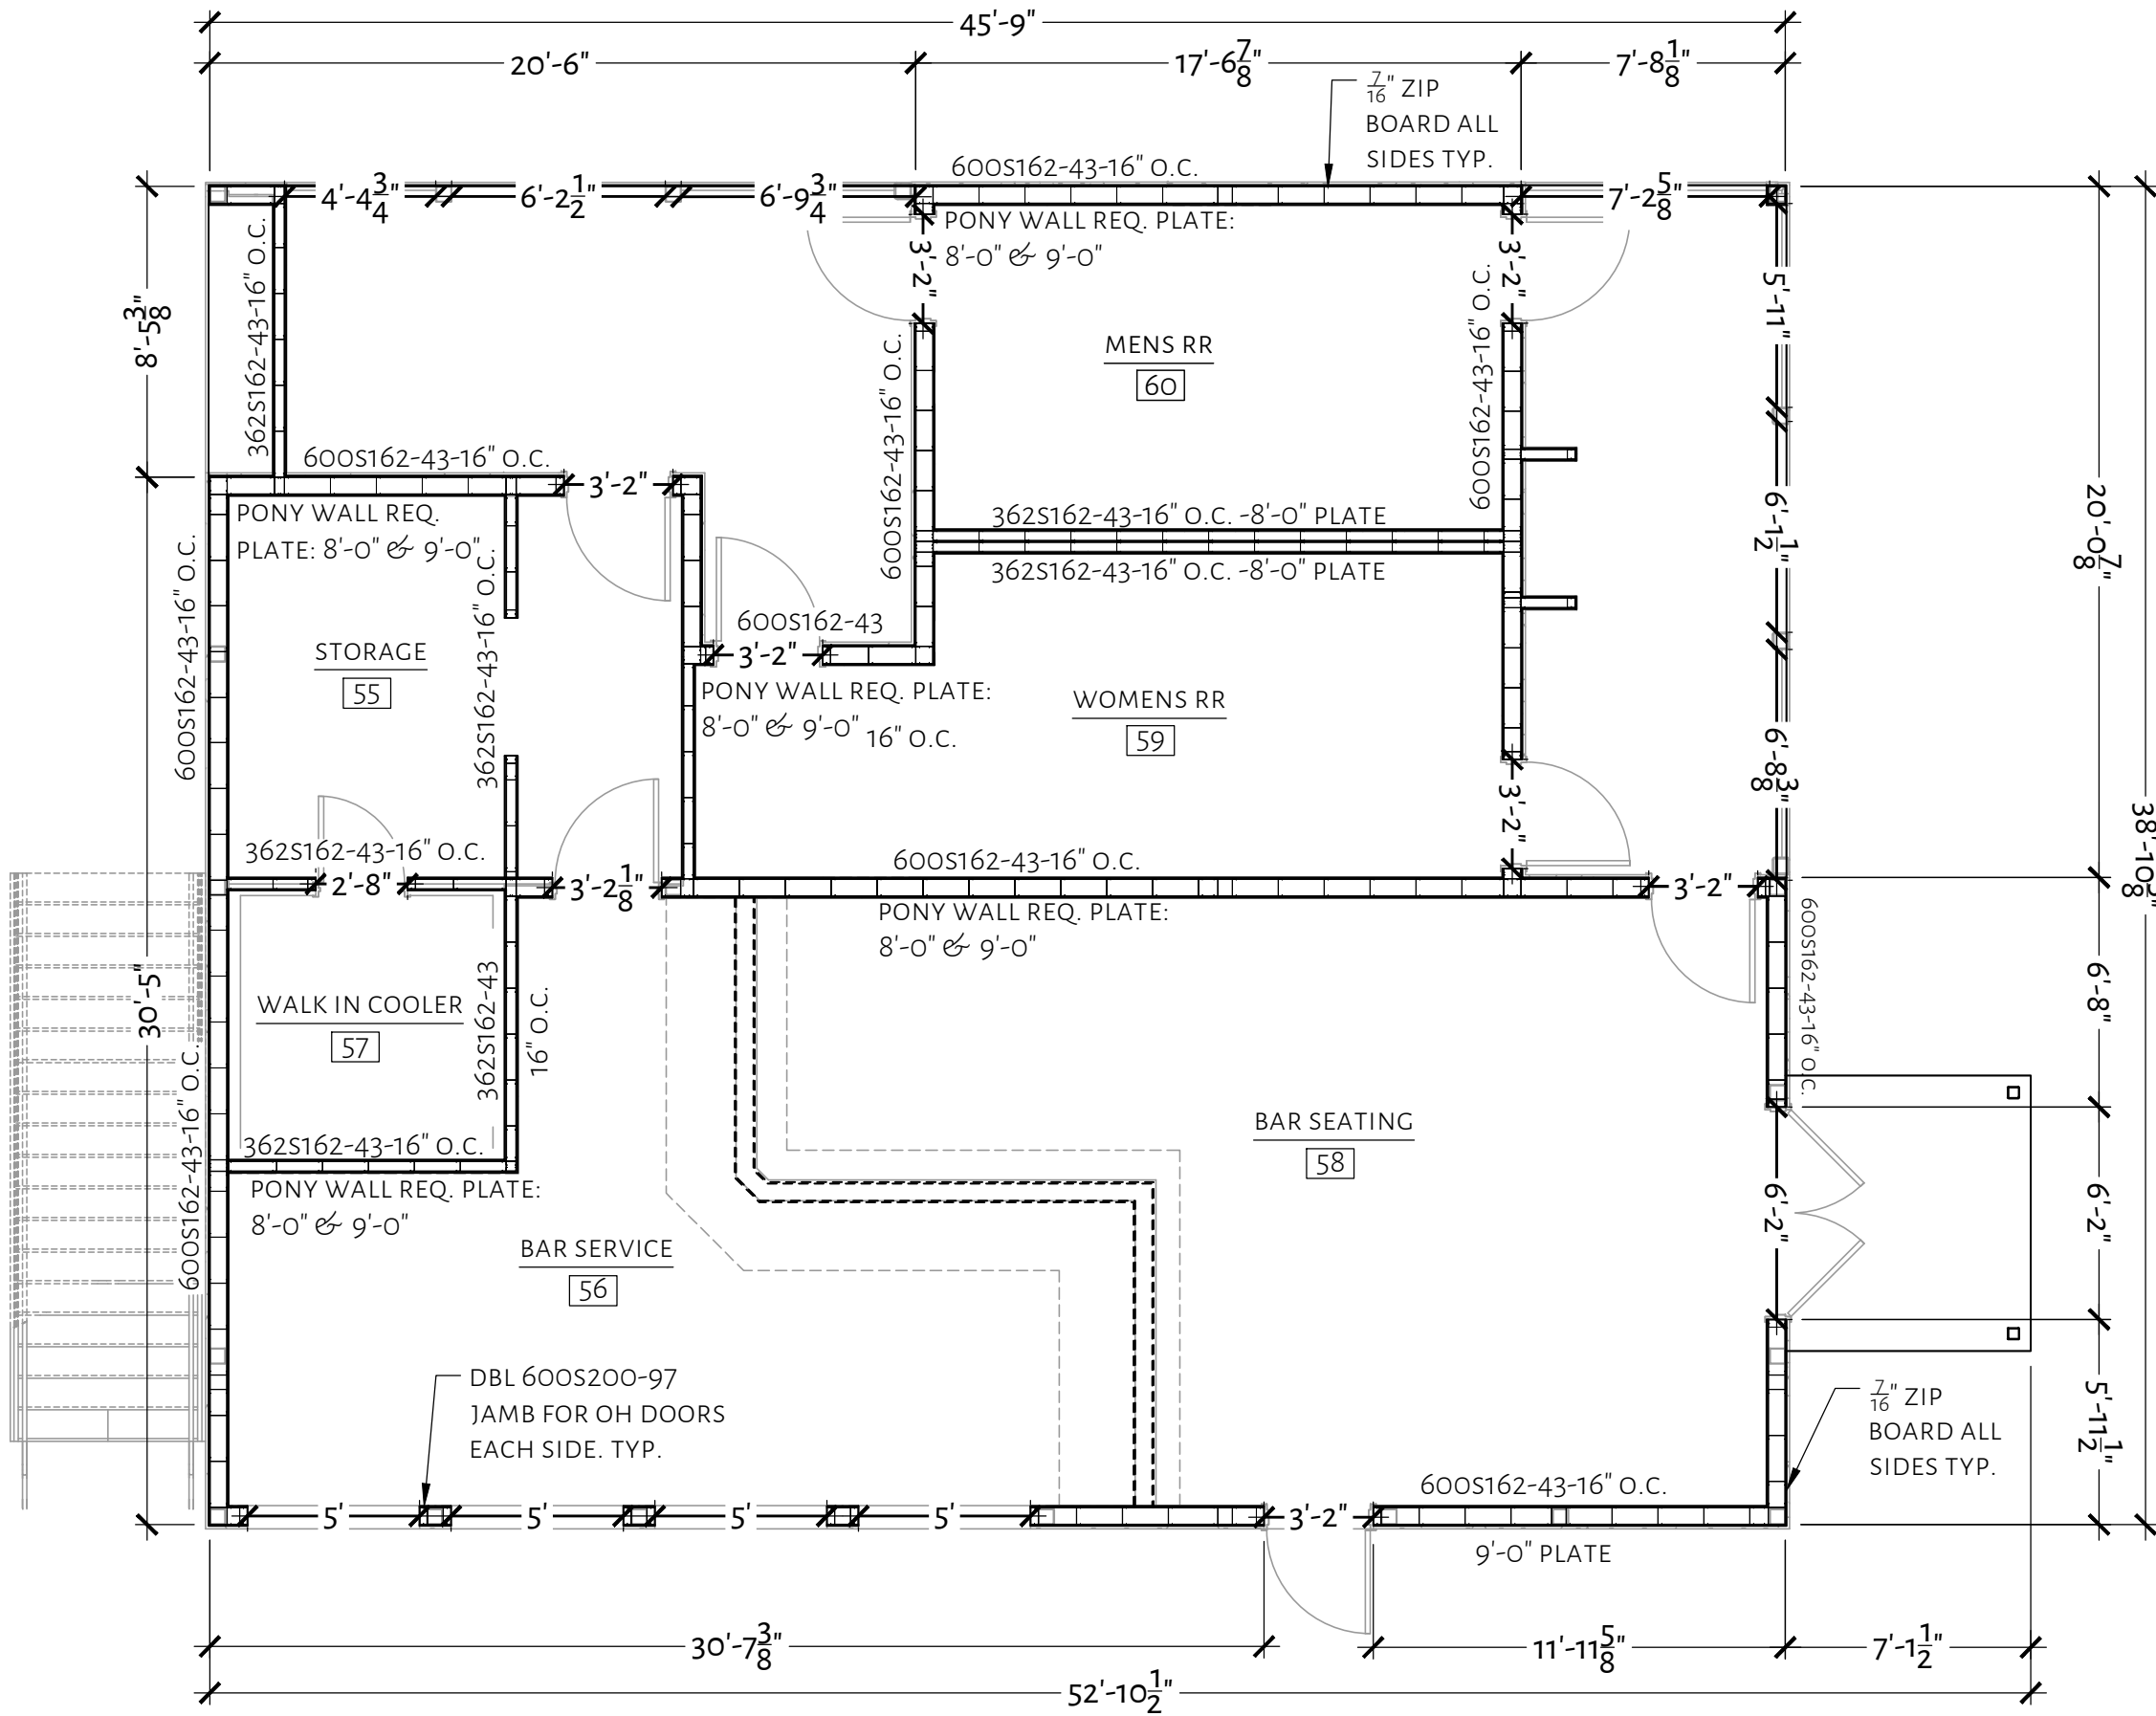 45'-9"
20'-6"
17'-6 7/8"
7'-8 1/8"
7/16" ZIP
BOARD ALL
SIDES TYP.
600S162-43-16" O.C.
4'-4 3/4"
6'-2 1/2"
6'-9 3/4"
7'-2 5/8"
PONY WALL REQ. PLATE:
8'-0" & 9'-0"
3'-2"
3'-2"
5'-11"
8'-5 3/8"
362S162-43-16" O.C.
600S162-43-16" O.C.
600S162-43-16" O.C.
MENS RR
60
600S162-43-16" O.C.
3'-2"
362S162-43-16" O.C. -8'-0" PLATE
362S162-43-16" O.C. -8'-0" PLATE
6'-1 1/2"
20'-0 7/8"
38'-10 3/8"
PONY WALL REQ.
PLATE: 8'-0" & 9'-0"
600S162-43-16" O.C.
362S162-43-16" O.C.
STORAGE
55
600S162-43
3'-2"
PONY WALL REQ. PLATE:
8'-0" & 9'-0"
16" O.C.
WOMENS RR
59
3'-2"
6'-8 3/8"
362S162-43-16" O.C.
2'-8"
3'-2 1/8"
600S162-43-16" O.C.
3'-2"
PONY WALL REQ. PLATE:
8'-0" & 9'-0"
600S162-43-16" O.C.
6'-8"
30'-5"
WALK IN COOLER
57
362S162-43
16" O.C.
600S162-43-16" O.C.
362S162-43-16" O.C.
PONY WALL REQ. PLATE:
8'-0" & 9'-0"
BAR SEATING
58
6'-2"
6'-2"
BAR SERVICE
56
DBL 600S200-97
JAMB FOR OH DOORS
EACH SIDE. TYP.
7/16" ZIP
BOARD ALL
SIDES TYP.
5'-11 1/2"
600S162-43-16" O.C.
5'
5'
5'
5'
3'-2"
9'-0" PLATE
30'-7 3/8"
11'-11 5/8"
7'-1 1/2"
52'-10 1/2"